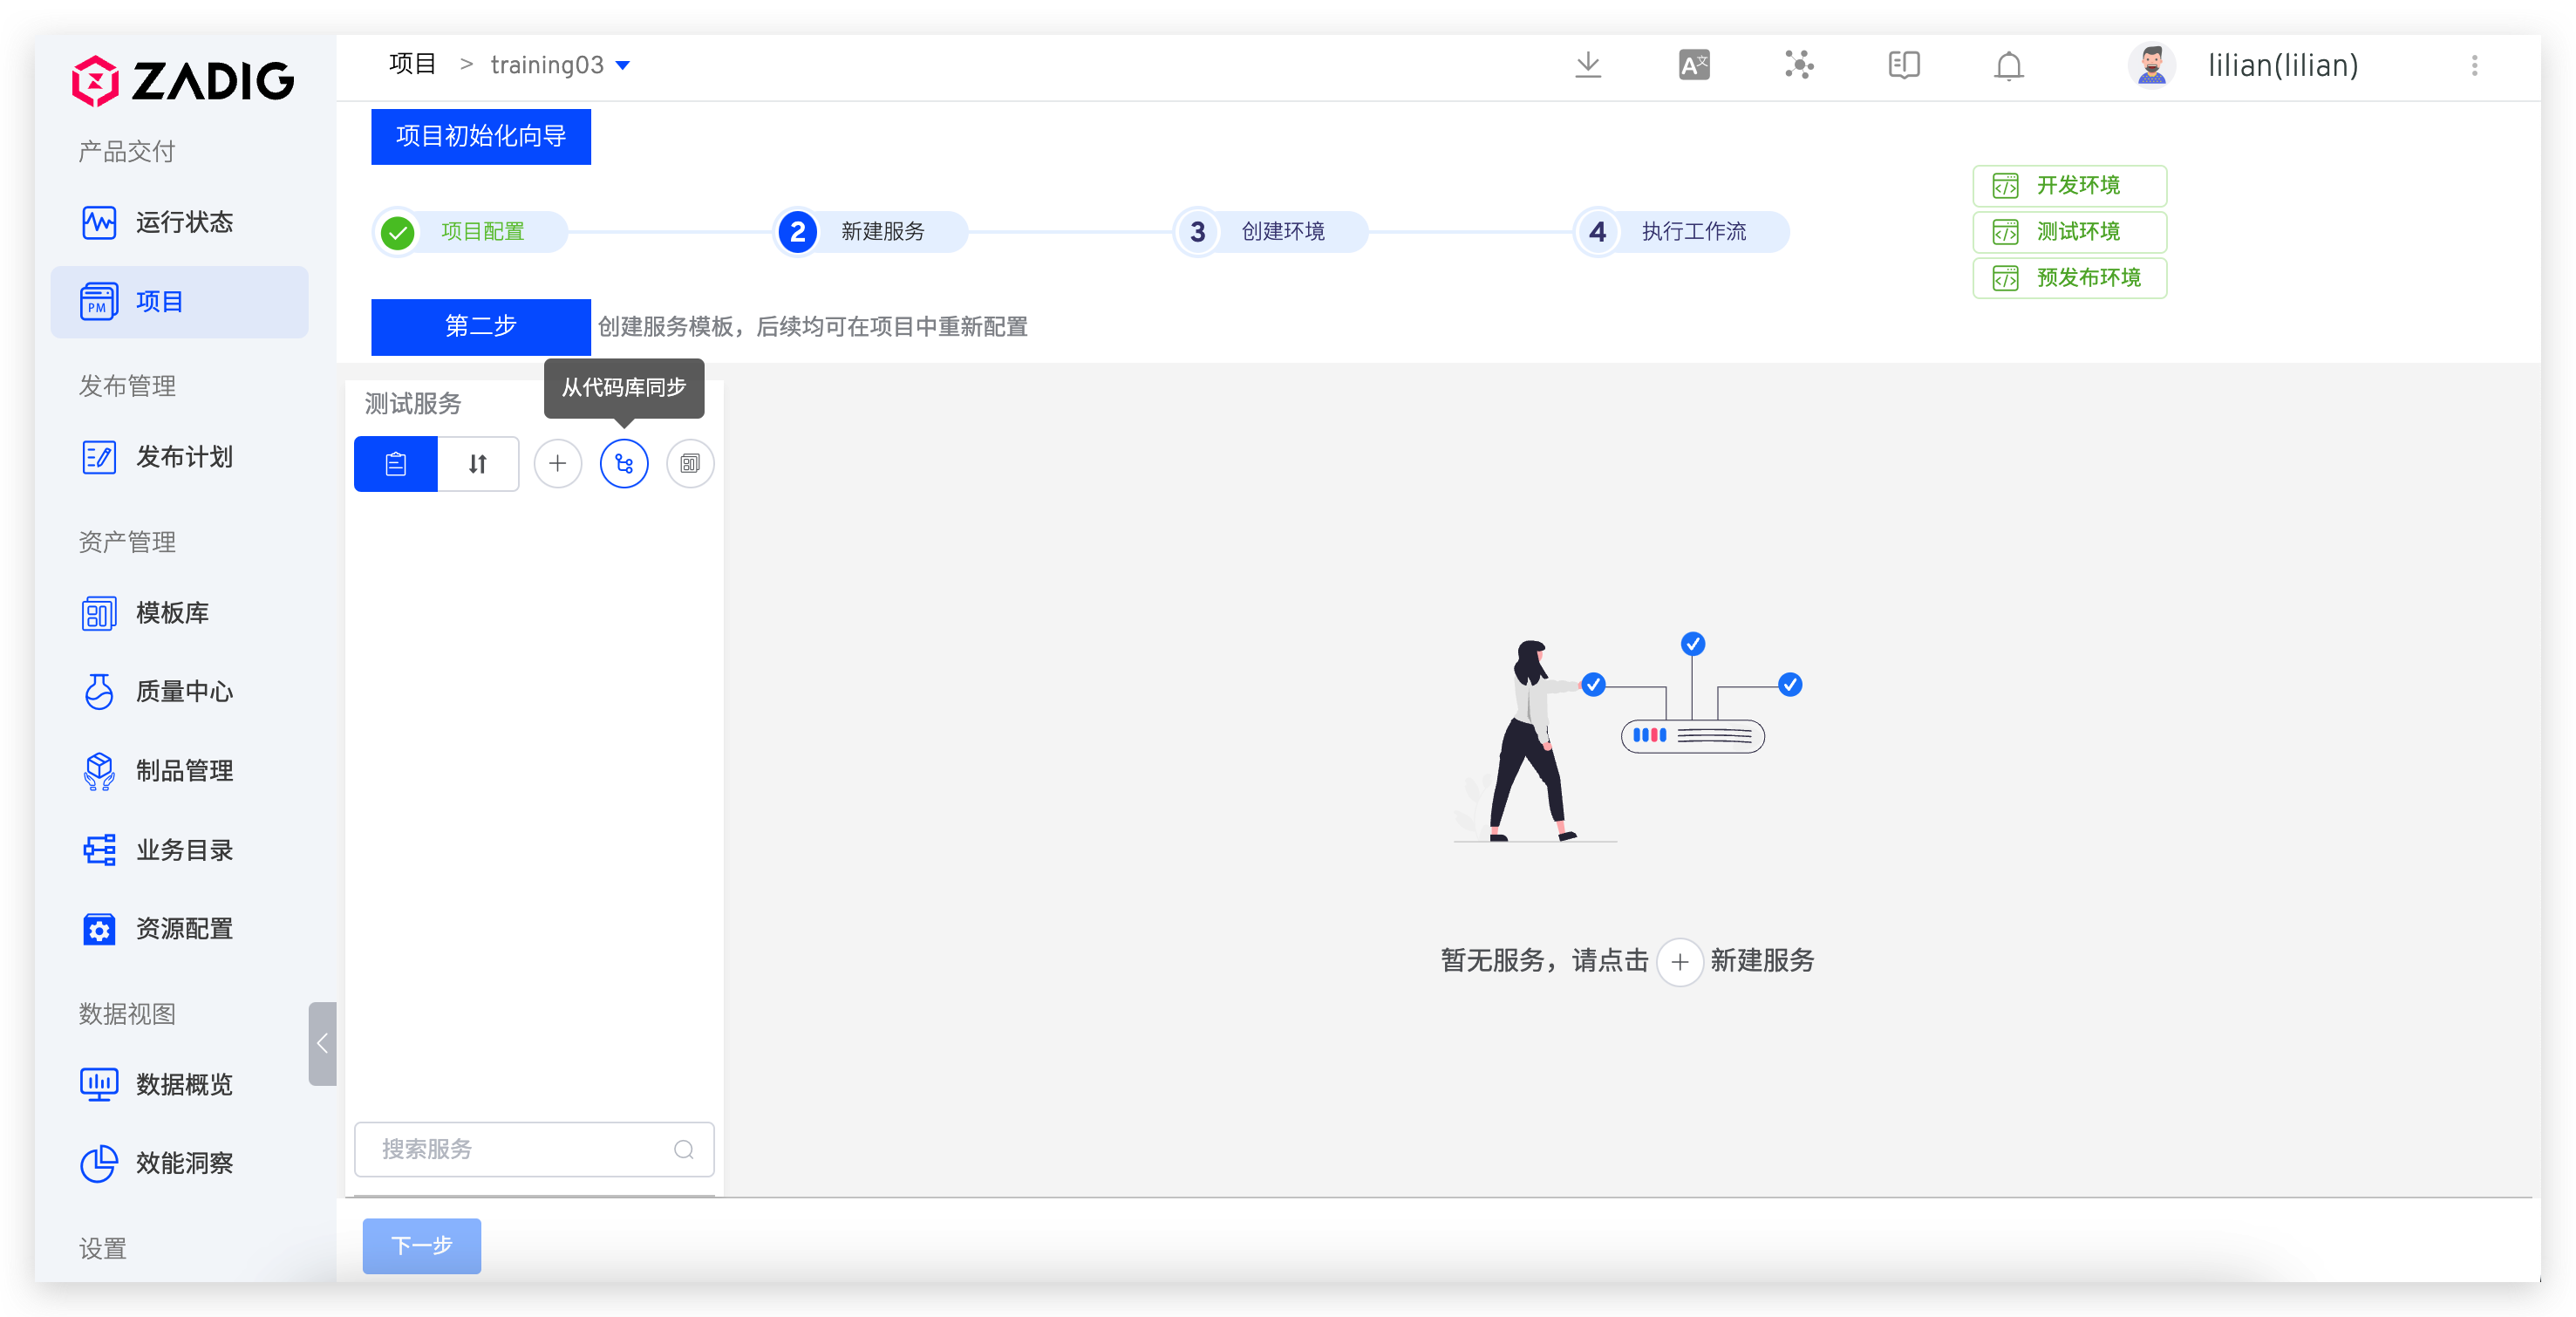 ZADIG
产品交付
运行状态
PM
项目
发布管理
发布计划
资产管理
模板库
质量中心
制品管理
业务目录
资源配置
数据视图
数据概览
效能洞察
设置
项目 > training03
A文
lilian(lilian)
项目初始化向导
项目配置
2 新建服务
3 创建环境
4 执行工作流
开发环境
测试环境
预发布环境
第二步 创建服务模板，后续均可在项目中重新配置
从代码库同步
测试服务
暂无服务，请点击 + 新建服务
搜索服务
下一步